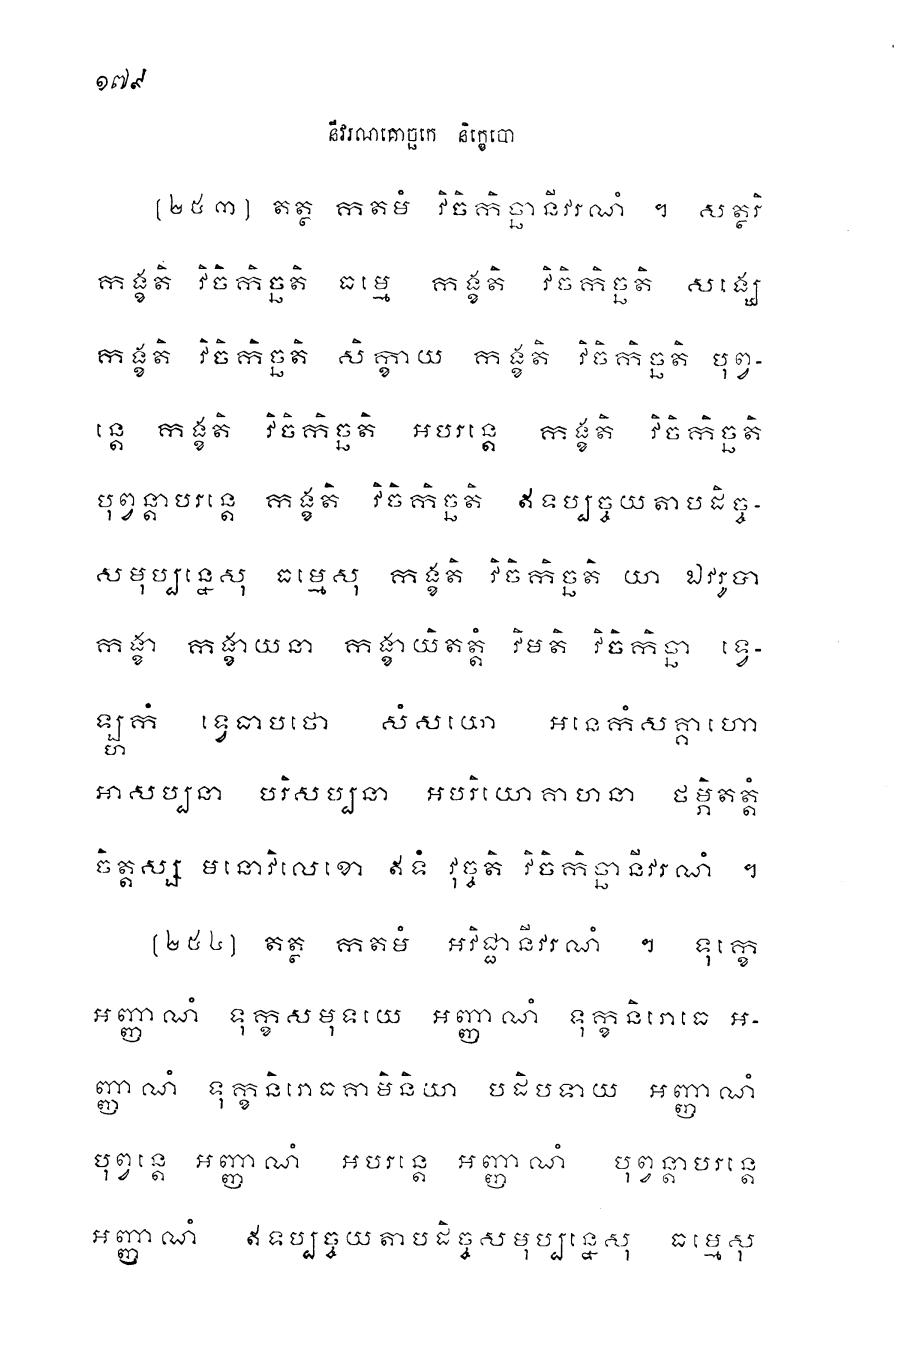 ១៧៩
នីវរណគោច្ឆកេ និក្ខេបោ
(២៥៣) តត្ថ កតមំ វិចិកិច្ឆានីវរណំ ។ សត្ថរិ
កង្ខតិ វិចិកិច្ឆតិ ធម្មេ កង្ខតិ វិចិកិច្ឆតិ សង្ឃេ
កង្ខតិ វិចិកិច្ឆតិ សិក្ខាយ កង្ខតិ វិចិកិច្ឆតិ បុព្វ-
ន្តេ កង្ខតិ វិចិកិច្ឆតិ អបរន្តេ កង្ខតិ វិចិកិច្ឆតិ
បុព្វន្តាបរន្តេ កង្ខតិ វិចិកិច្ឆតិ ឥទប្បច្ចយតាបដិច្ច-
សមុប្បន្នេសុ ធម្មេសុ កង្ខតិ វិចិកិច្ឆតិ យា ឯវរូបា
កង្ខា កង្ខាយនា កង្ខាយិតត្តំ វិមតិ វិចិកិច្ឆា ទ្វេ-
ឡ្ហកំ ទ្វេធាបថោ សំសយោ អនេកំសគ្គាហោ
អាសប្បនា បរិសប្បនា អបរិយោគាហនា ថម្ភិតត្តំ
ចិត្តស្ស មនោវិលេខោ ឥទំ វុច្ចតិ វិចិកិច្ឆានីវរណំ ។
(២៥៤) តត្ថ កតមំ អវិជ្ជានីវរណំ ។ ទុក្ខេ
អញ្ញាណំ ទុក្ខសមុទយេ អញ្ញាណំ ទុក្ខនិរោធេ អ-
ញ្ញាណំ ទុក្ខនិរោធគាមិនិយា បដិបទាយ អញ្ញាណំ
បុព្វន្តេ អញ្ញាណំ អបរន្តេ អញ្ញាណំ បុព្វន្តាបរន្តេ
អញ្ញាណំ ឥទប្បច្ចយតាបដិច្ចសមុប្បន្នេសុ ធម្មេសុ